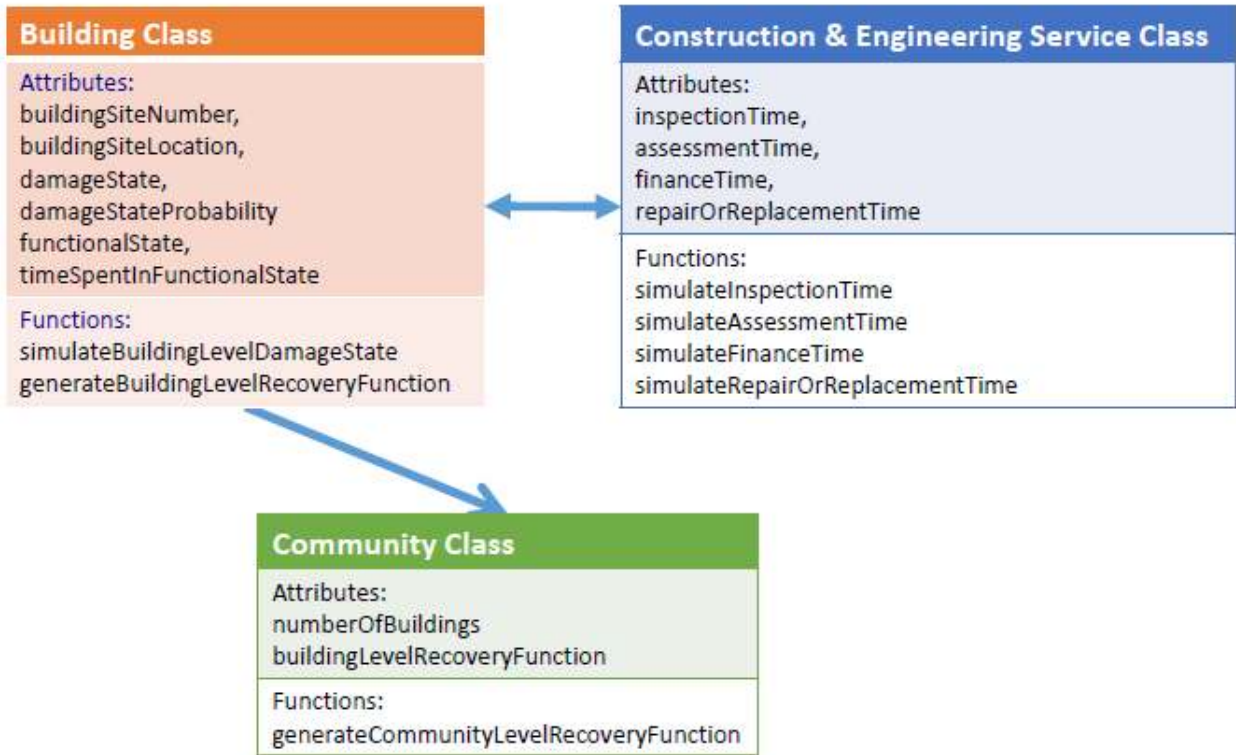 Building Class
Attributes:
buildingSiteNumber,
buildingSiteLocation,
damageState,
damageStateProbability
functionalState,
timeSpentInFunctionalState
Functions:
simulateBuildingLevelDamageState
generateBuildingLevelRecoveryFunction
Construction & Engineering Service Class
Attributes:
inspectionTime,
assessmentTime,
financeTime,
repairOrReplacementTime
Functions:
simulateInspectionTime
simulateAssessmentTime
simulateFinanceTime
simulateRepairOrReplacementTime
Community Class
Attributes:
numberOfBuildings
buildingLevelRecoveryFunction
Functions:
generateCommunityLevelRecoveryFunction